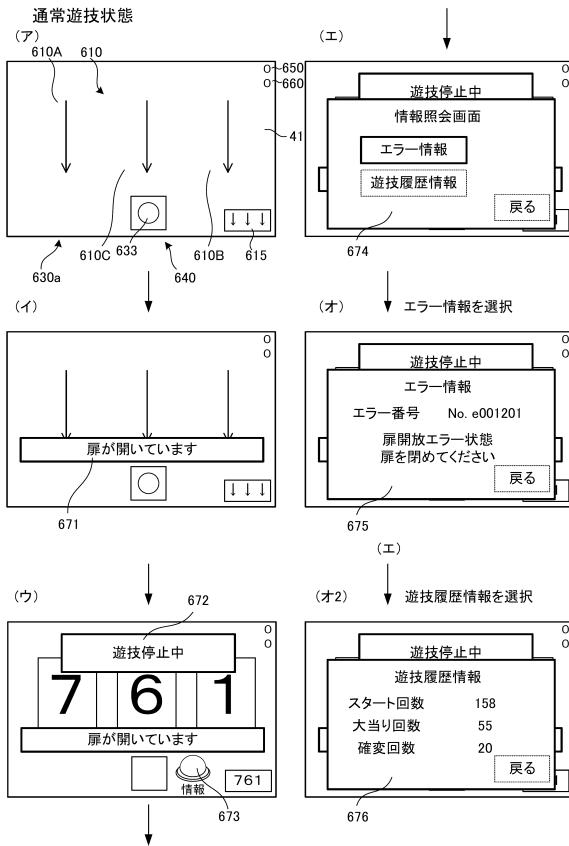 通常遊技状態
(ア)
610A
610
650
660
41
610C
633
610B
615
630a
640
(イ)
扉が開いています
671
(ウ)
672
遊技停止中
7 6 1
扉が開いています
情報
761
673
(エ)
遊技停止中
情報照会画面
エラー情報
遊技履歴情報
戻る
674
(オ) エラー情報を選択
遊技停止中
エラー情報
エラー番号 No. e001201
扉開放エラー状態
扉を閉めてください
戻る
675
(エ)
(オ2) 遊技履歴情報を選択
遊技停止中
遊技履歴情報
スタート回数 158
大当り回数 55
確変回数 20
戻る
676